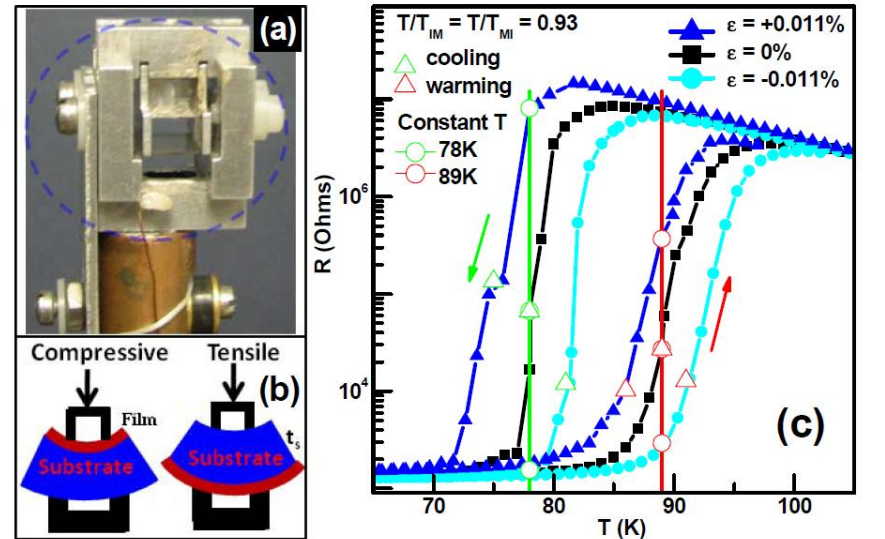 (a)
Compressive Tensile
(b)
Film
t_s
Substrate Substrate
T/T_IM = T/T_MI = 0.93
cooling
warming
Constant T
78K
89K
ε = +0.011%
ε = 0%
ε = -0.011%
R (Ohms)
10^6
10^4
(c)
70 80 90 100
T (K)